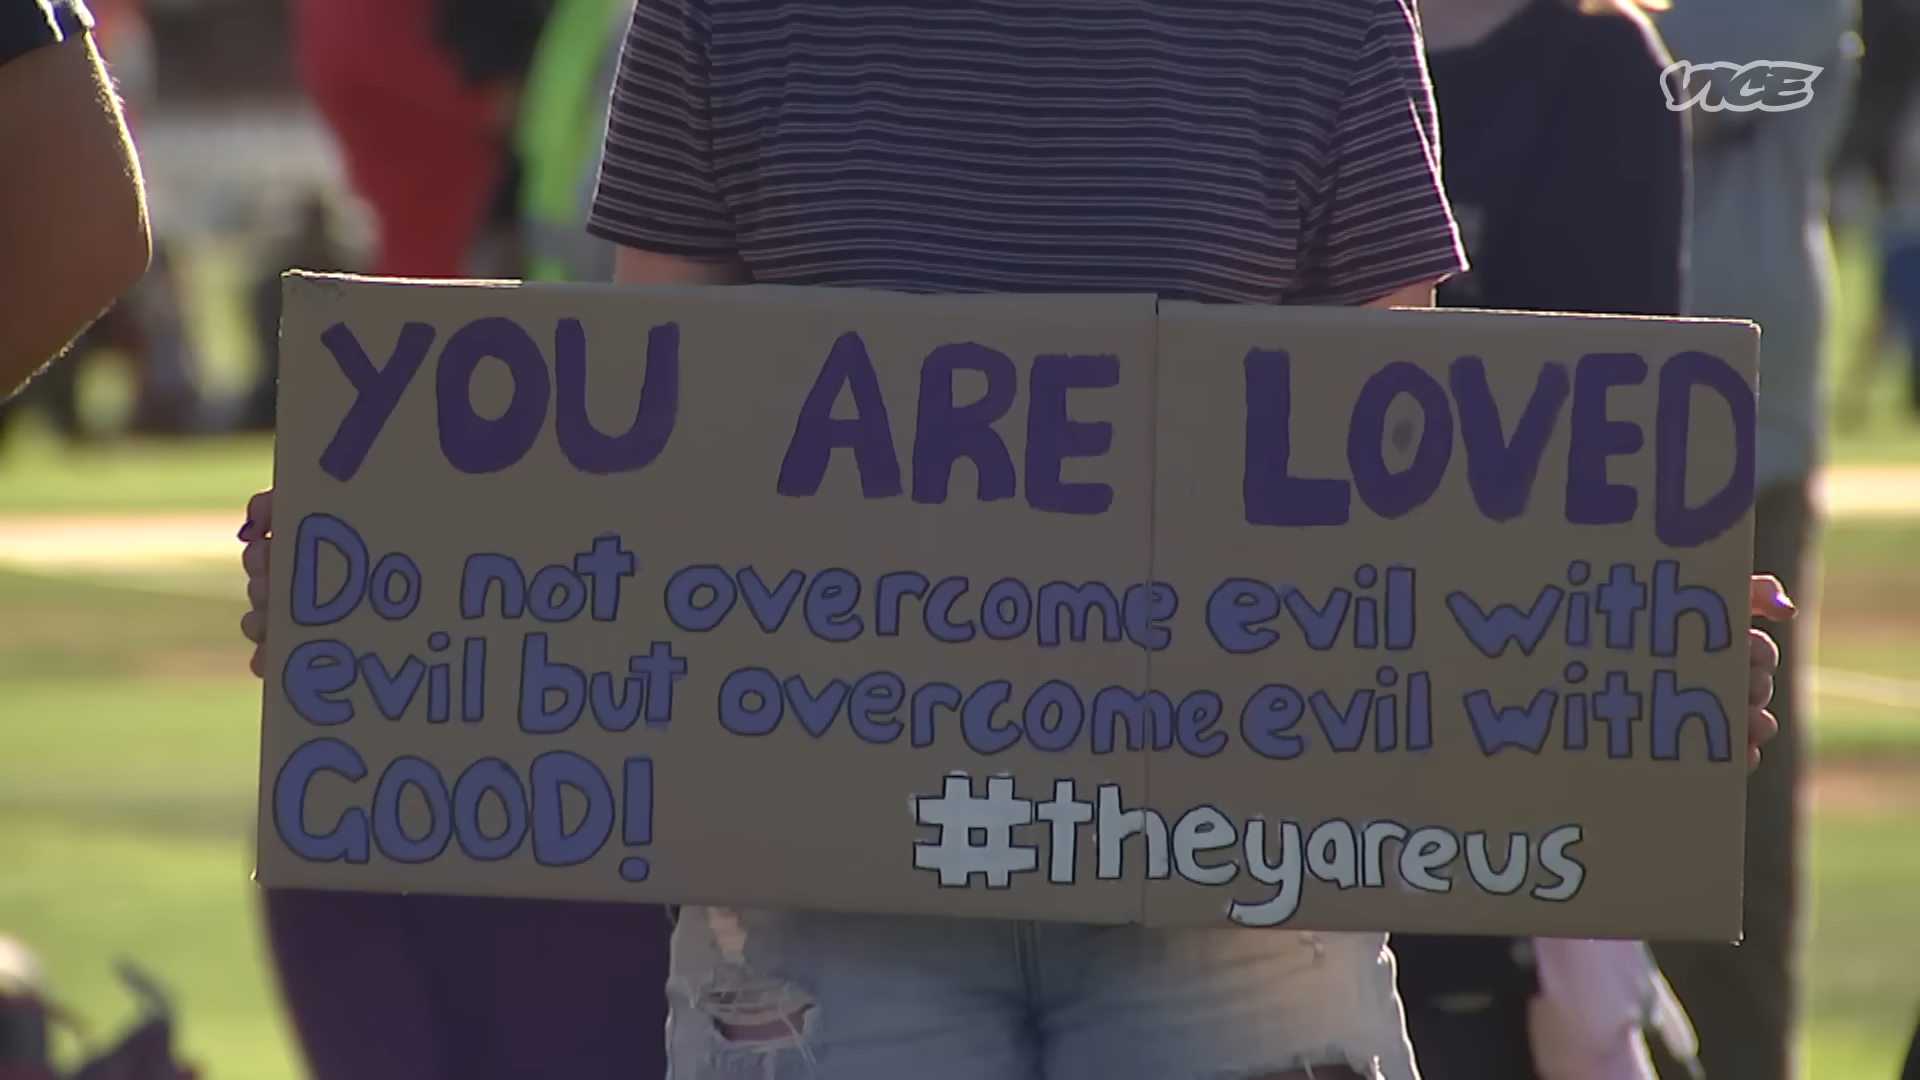 VICE
YOU ARE LOVED
Do not overcome evil with
evil but overcome evil with
GOOD! #theyareus